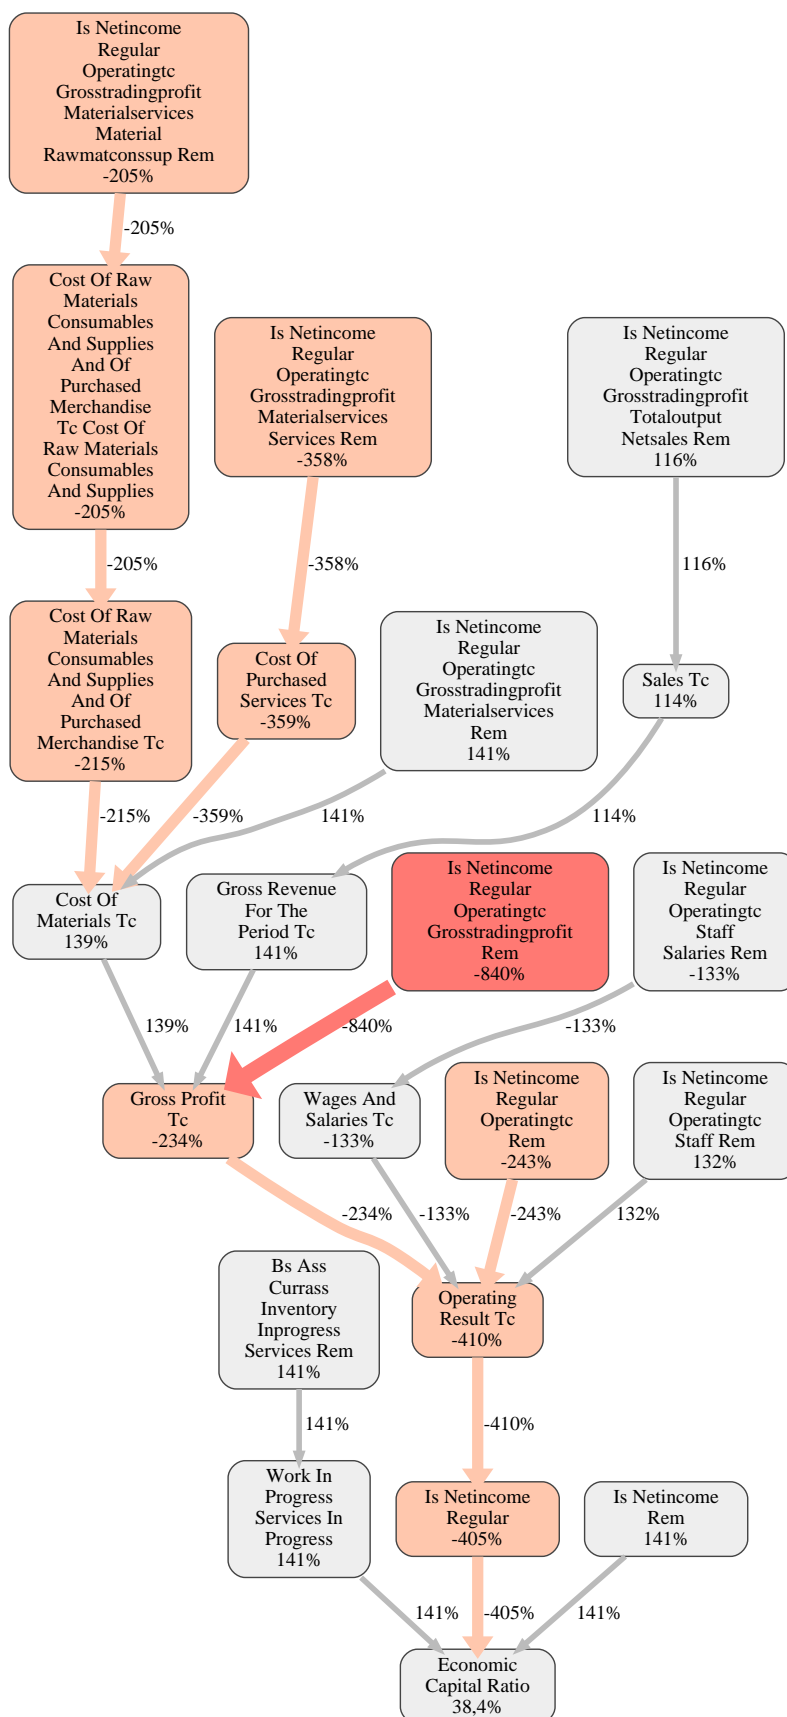 Is Netincome
Regular
Operatingtc
Grosstradingprofit
Materialservices
Material
Rawmatconssup Rem
-205%
-205%
Cost Of Raw
Materials
Consumables
And Supplies
And Of
Purchased
Merchandise
Tc Cost Of
Raw Materials
Consumables
And Supplies
-205%
Is Netincome
Regular
Operatingtc
Grosstradingprofit
Materialservices
Services Rem
-358%
Is Netincome
Regular
Operatingtc
Grosstradingprofit
Totaloutput
Netsales Rem
116%
-205%
-358%
116%
Cost Of Raw
Materials
Consumables
And Supplies
And Of
Purchased
Merchandise Tc
-215%
Cost Of
Purchased
Services Tc
-359%
Is Netincome
Regular
Operatingtc
Grosstradingprofit
Materialservices
Rem
141%
Sales Tc
114%
-215%
-359%
141%
114%
Cost Of
Materials Tc
139%
Gross Revenue
For The
Period Tc
141%
Is Netincome
Regular
Operatingtc
Grosstradingprofit
Rem
-840%
Is Netincome
Regular
Operatingtc
Staff
Salaries Rem
-133%
139%
141%
-840%
-133%
Gross Profit
Tc
-234%
Wages And
Salaries Tc
-133%
Is Netincome
Regular
Operatingtc
Rem
-243%
Is Netincome
Regular
Operatingtc
Staff Rem
132%
-234%
-133%
-243%
132%
Bs Ass
Currass
Inventory
Inprogress
Services Rem
141%
Operating
Result Tc
-410%
141%
-410%
Work In
Progress
Services In
Progress
141%
Is Netincome
Regular
-405%
Is Netincome
Rem
141%
141%
-405%
141%
Economic
Capital Ratio
38,4%